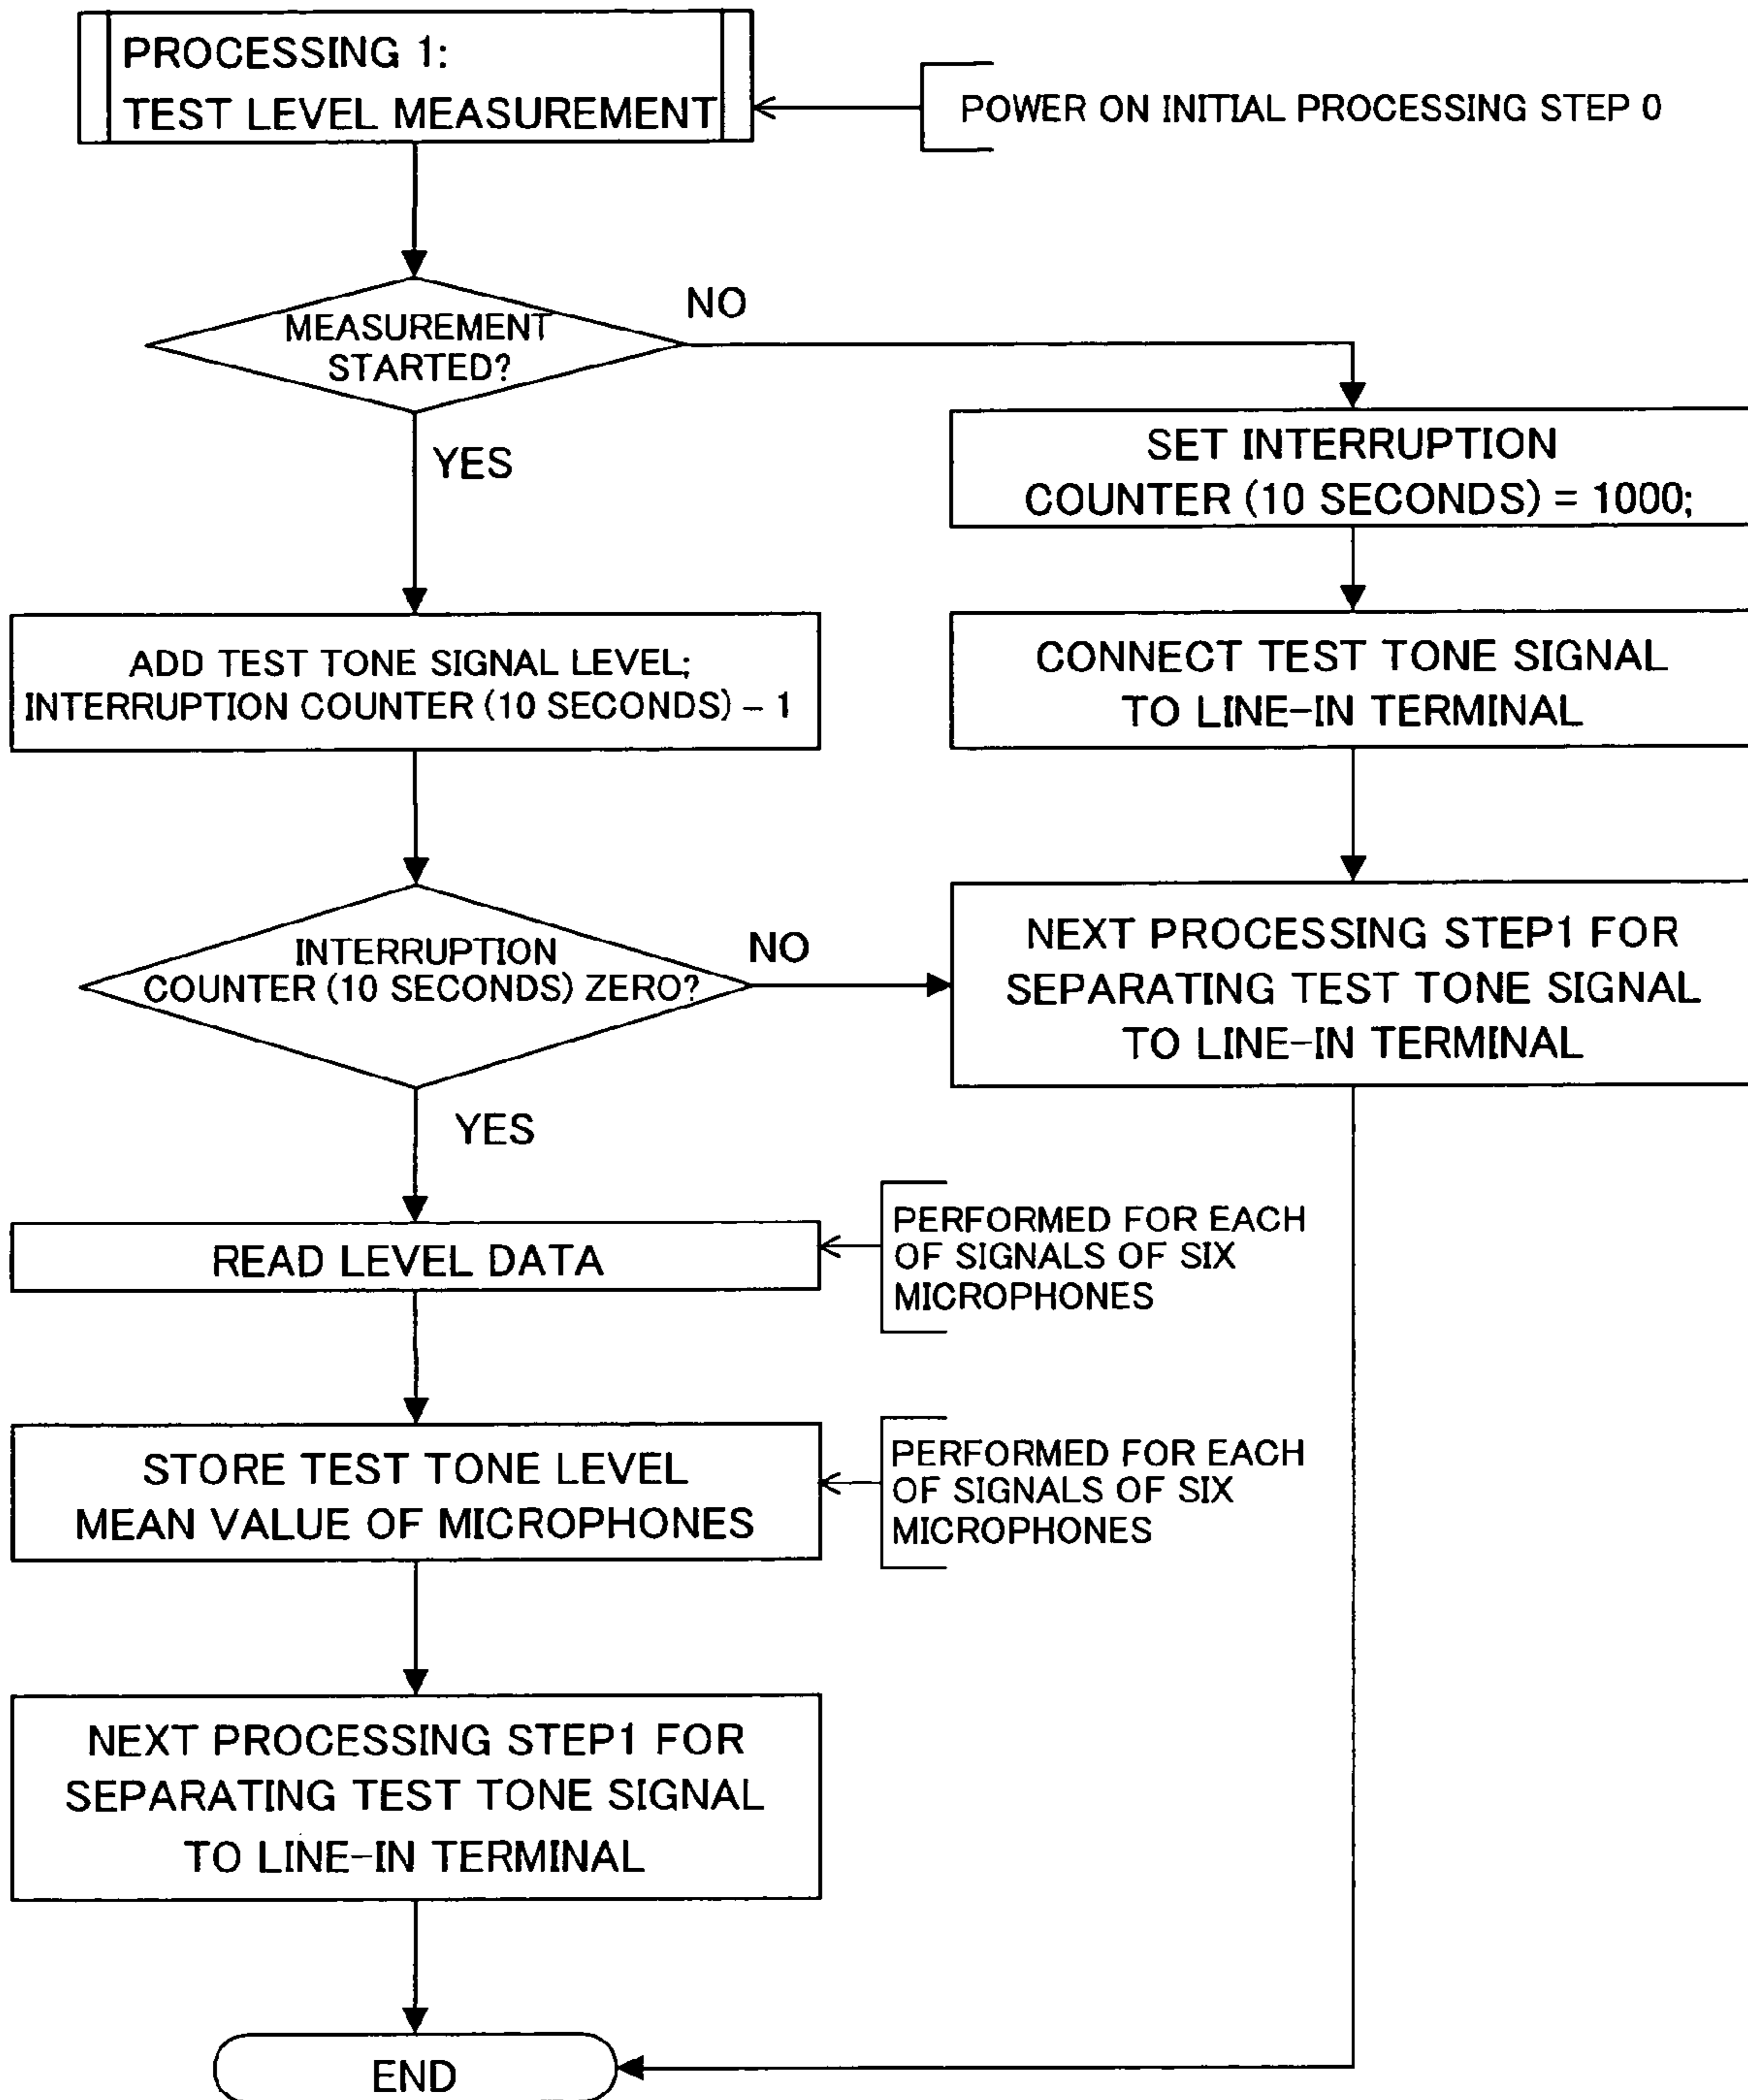 PROCESSING 1:
TEST LEVEL MEASUREMENT
POWER ON INITIAL PROCESSING STEP 0
MEASUREMENT
STARTED?
NO
YES
SET INTERRUPTION
COUNTER (10 SECONDS) = 1000;
ADD TEST TONE SIGNAL LEVEL;
INTERRUPTION COUNTER (10 SECONDS) – 1
CONNECT TEST TONE SIGNAL
TO LINE-IN TERMINAL
INTERRUPTION
COUNTER (10 SECONDS) ZERO?
NO
YES
NEXT PROCESSING STEP1 FOR
SEPARATING TEST TONE SIGNAL
TO LINE-IN TERMINAL
READ LEVEL DATA
PERFORMED FOR EACH
OF SIGNALS OF SIX
MICROPHONES
STORE TEST TONE LEVEL
MEAN VALUE OF MICROPHONES
PERFORMED FOR EACH
OF SIGNALS OF SIX
MICROPHONES
NEXT PROCESSING STEP1 FOR
SEPARATING TEST TONE SIGNAL
TO LINE-IN TERMINAL
END